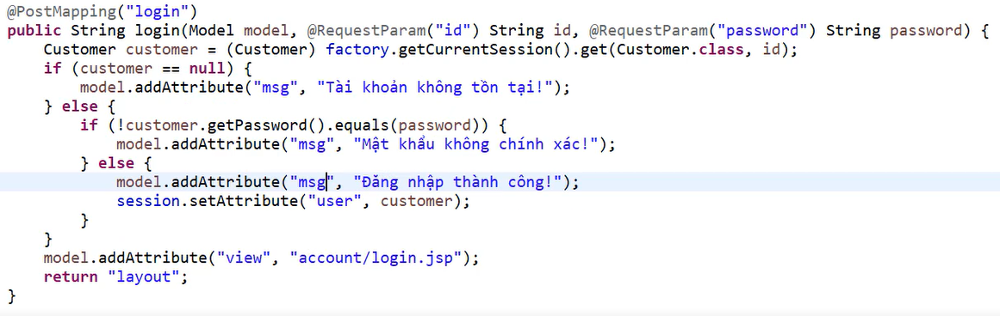 @PostMapping("login")
public String login(Model model, @RequestParam("id") String id, @RequestParam("password") String password) {
    Customer customer = (Customer) factory.getCurrentSession().get(Customer.class, id);
    if (customer == null) {
        model.addAttribute("msg", "Tài khoản không tồn tại!");
    } else {
        if (!customer.getPassword().equals(password)) {
            model.addAttribute("msg", "Mật khẩu không chính xác!");
        } else {
            model.addAttribute("msg", "Đăng nhập thành công!");
            session.setAttribute("user", customer);
        }
    }
    model.addAttribute("view", "account/login.jsp");
    return "layout";
}